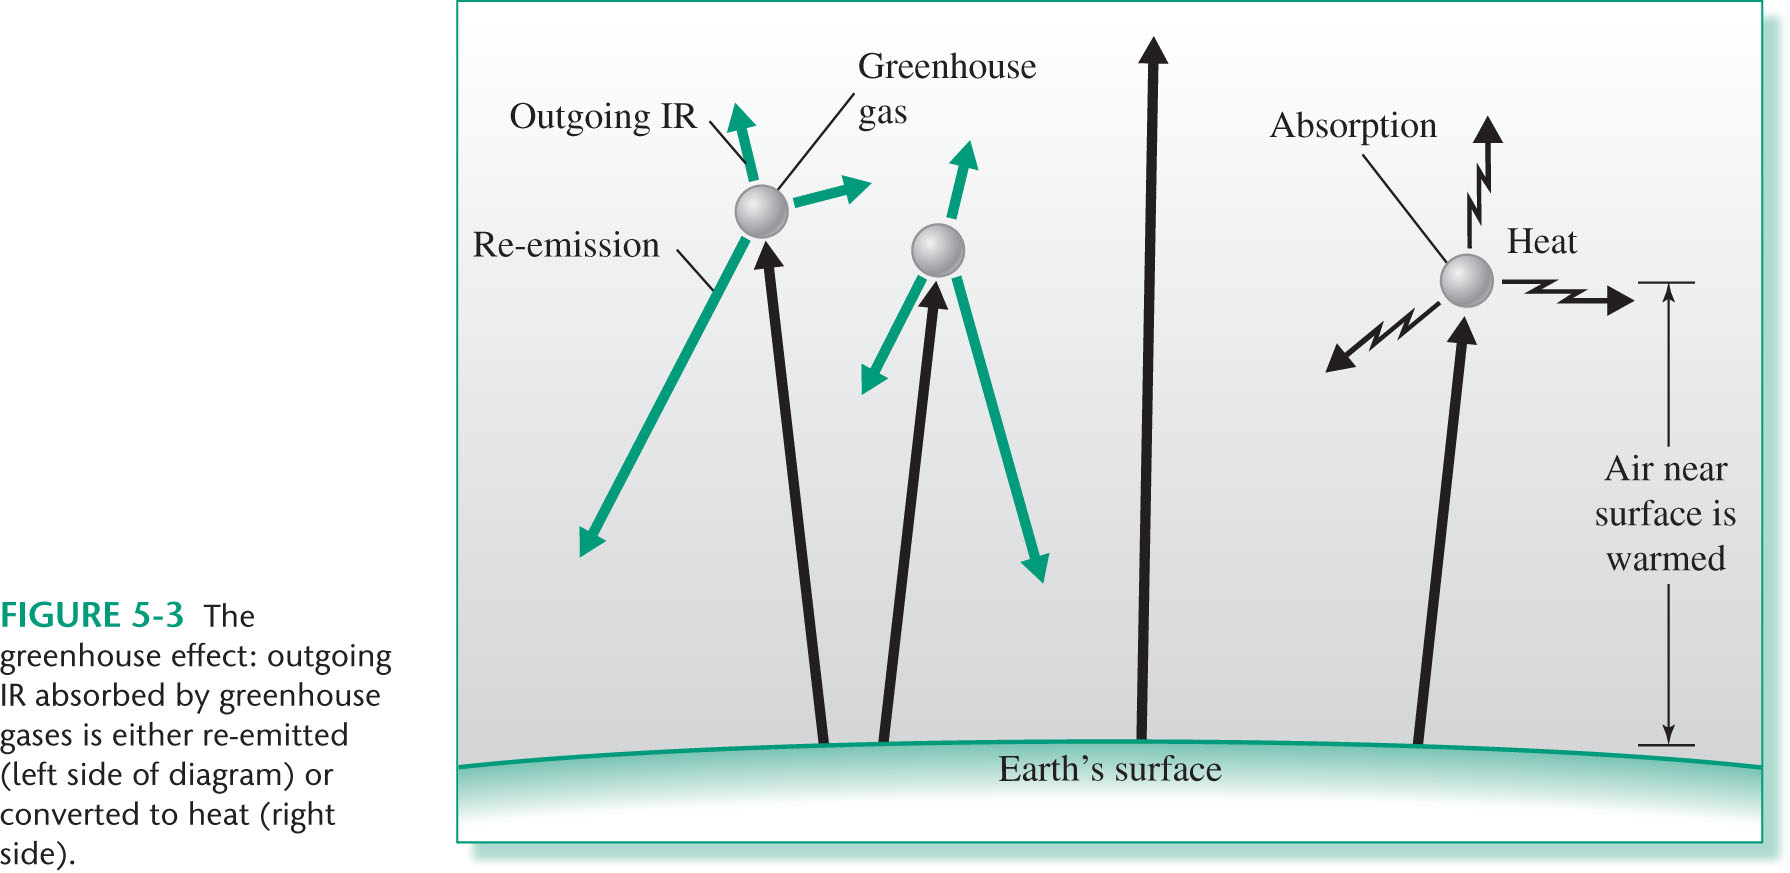 Greenhouse
gas
Outgoing IR
Re-emission
Absorption
Heat
Air near
surface is
warmed
Earth’s surface
FIGURE 5-3 The
greenhouse effect: outgoing
IR absorbed by greenhouse
gases is either re-emitted
(left side of diagram) or
converted to heat (right
side).